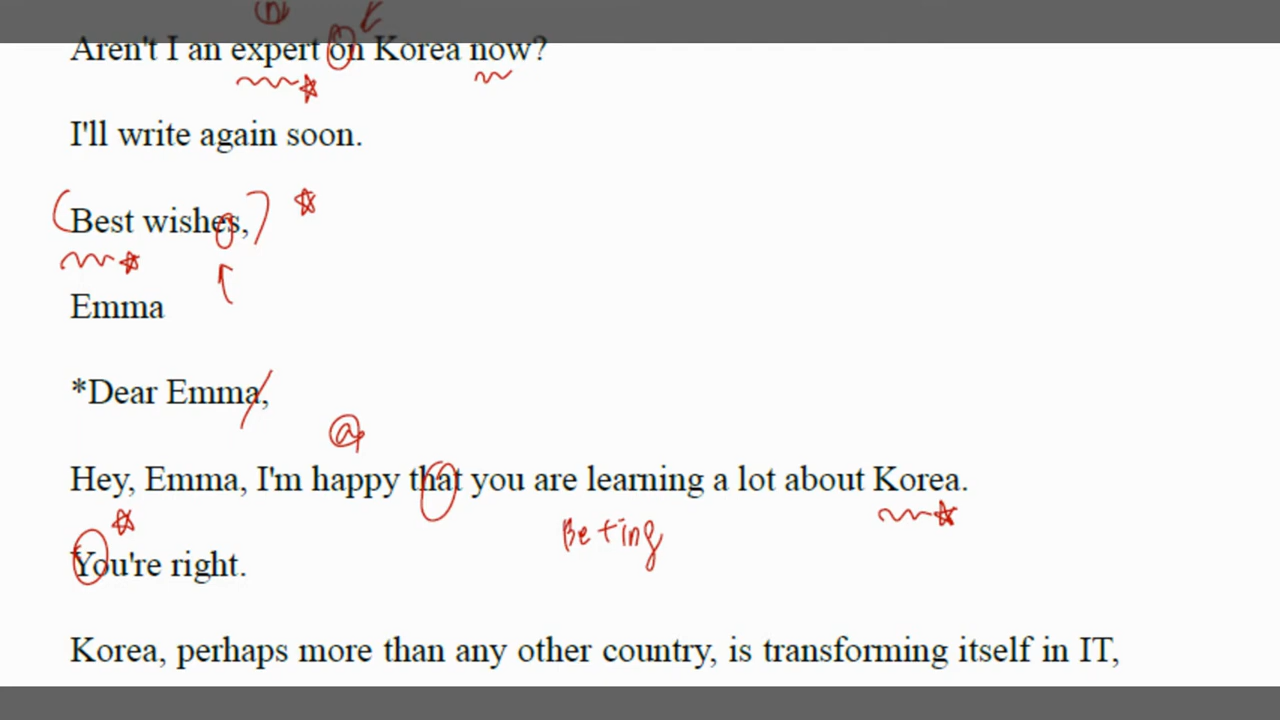 n
Aren't I an expert on Korea now?
I'll write again soon.
(Best wishes,)
Emma
*Dear Emma,
a
Hey, Emma, I'm happy that you are learning a lot about Korea.
Be + ing
You're right.
Korea, perhaps more than any other country, is transforming itself in IT,